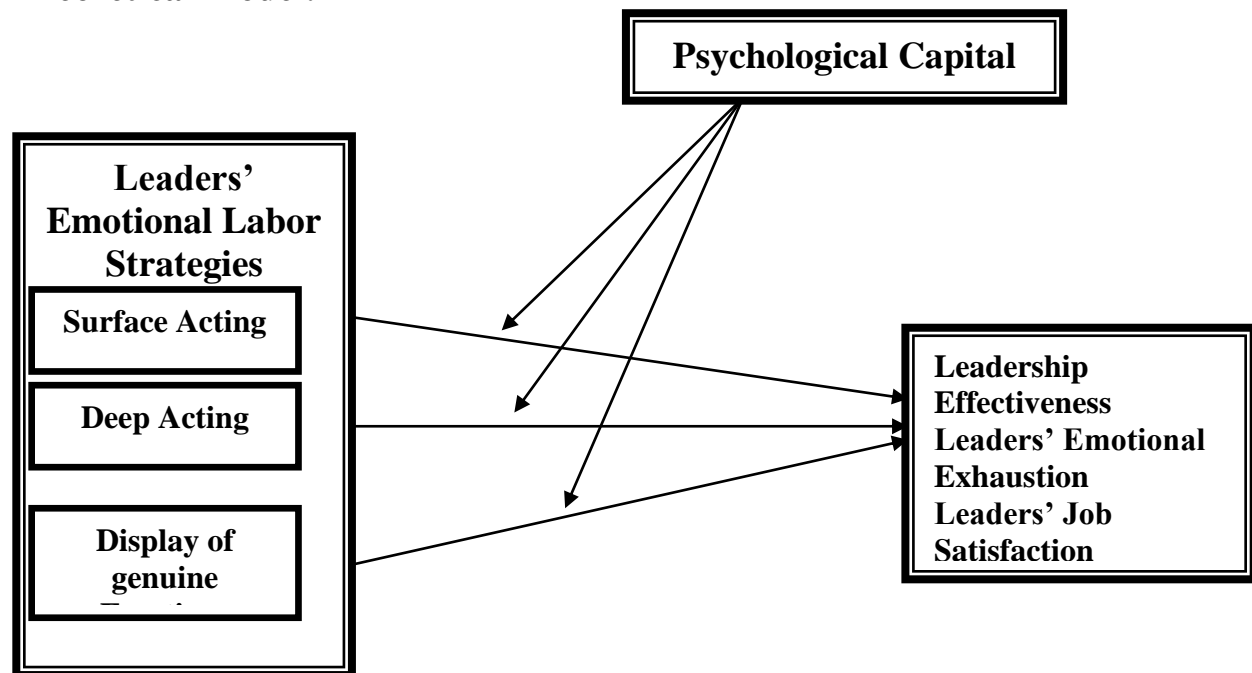 Psychological Capital
Leaders’
Emotional Labor
Strategies
Surface Acting
Deep Acting
Display of
genuine
Leadership
Effectiveness
Leaders’ Emotional
Exhaustion
Leaders’ Job
Satisfaction